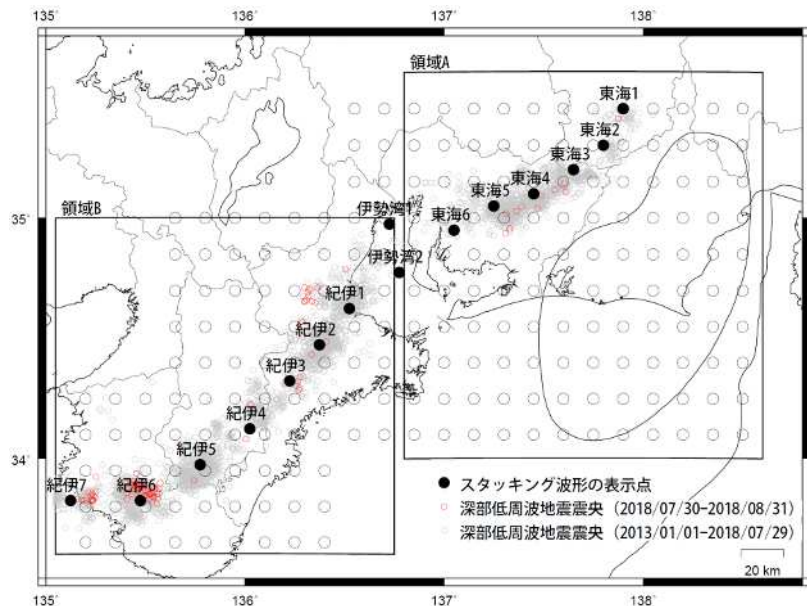 135°
136°
137°
138°
領域A
東海1
東海2
東海3
東海4
東海5
東海6
35°
伊勢湾1
領域B
伊勢湾2
紀伊1
紀伊2
紀伊3
紀伊4
34°
紀伊5
紀伊6
紀伊7
スタッキング波形の表示点
深部低周波地震震央（2018/07/30-2018/08/31）
深部低周波地震震央（2013/01/01-2018/07/29）
20 km
135°
136°
137°
138°